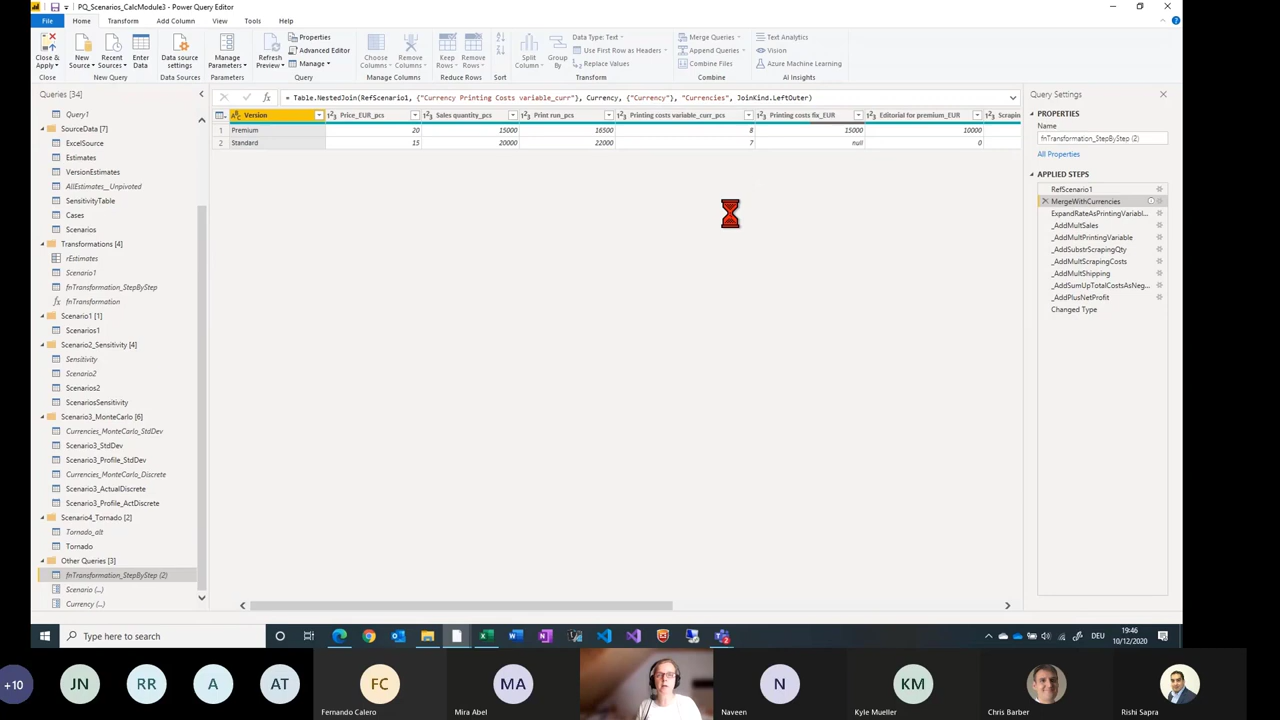 PQ_Scenarios_CalcModule3 - Power Query Editor
File
Home
Transform
Add Column
View
Tools
Help
Close & Apply
New Source
Recent Sources
Enter Data
Data source settings
Manage Parameters
Refresh Preview
Properties
Advanced Editor
Manage
Choose Columns
Remove Columns
Keep Rows
Remove Rows
Split Column
Group By
Data Type: Text
Use First Row as Headers
Replace Values
Merge Queries
Append Queries
Combine Files
Text Analytics
Vision
Azure Machine Learning
Close
New Query
Data Sources
Parameters
Query
Manage Columns
Reduce Rows
Sort
Transform
Combine
AI Insights
Queries [34]
Query1
SourceData [7]
ExcelSource
Estimates
VersionEstimates
AllEstimates__Unpivoted
SensitivityTable
Cases
Scenarios
Transformations [4]
rEstimates
Scenario1
fnTransformation_StepByStep
fnTransformation
Scenario1 [1]
Scenarios1
Scenario2_Sensitivity [4]
Sensitivity
Scenario2
Scenarios2
ScenariosSensitivity
Scenario3_MonteCarlo [6]
Currencies_MonteCarlo_StdDev
Scenario3_StdDev
Scenario3_Profile_StdDev
Currencies_MonteCarlo_Discrete
Scenario3_ActualDiscrete
Scenario3_Profile_ActDiscrete
Scenario4_Tornado [2]
Tornado_alt
Tornado
Other Queries [3]
fnTransformation_StepByStep (2)
Scenario (...)
Currency (...)
= Table.NestedJoin(RefScenario1, {"Currency Printing Costs variable_curr"}, Currency, {"Currency"}, "Currencies", JoinKind.LeftOuter)
Version Price_EUR_pcs Sales quantity_pcs Print run_pcs Printing costs variable_curr_pcs Printing costs fix_EUR Editorial for premium_EUR Scrapin
1 Premium 20 15000 16500 8 15000 10000
2 Standard 15 20000 22000 7 null 0
Query Settings
PROPERTIES
Name
fnTransformation_StepByStep (2)
All Properties
APPLIED STEPS
RefScenario1
MergeWithCurrencies
ExpandRateAsPrintingVariabl...
_AddMultSales
_AddMultPrintingVariable
_AddSubstrScrapingQty
_AddMultScrapingCosts
_AddMultShipping
_AddSumUpTotalCostsAsNeg...
_AddPlusNetProfit
Changed Type
Type here to search
DEU
19:46
10/12/2020
+10
JN
RR
A
AT
FC
Fernando Calero
MA
Mira Abel
N
Naveen
KM
Kyle Mueller
Chris Barber
Rishi Sapra